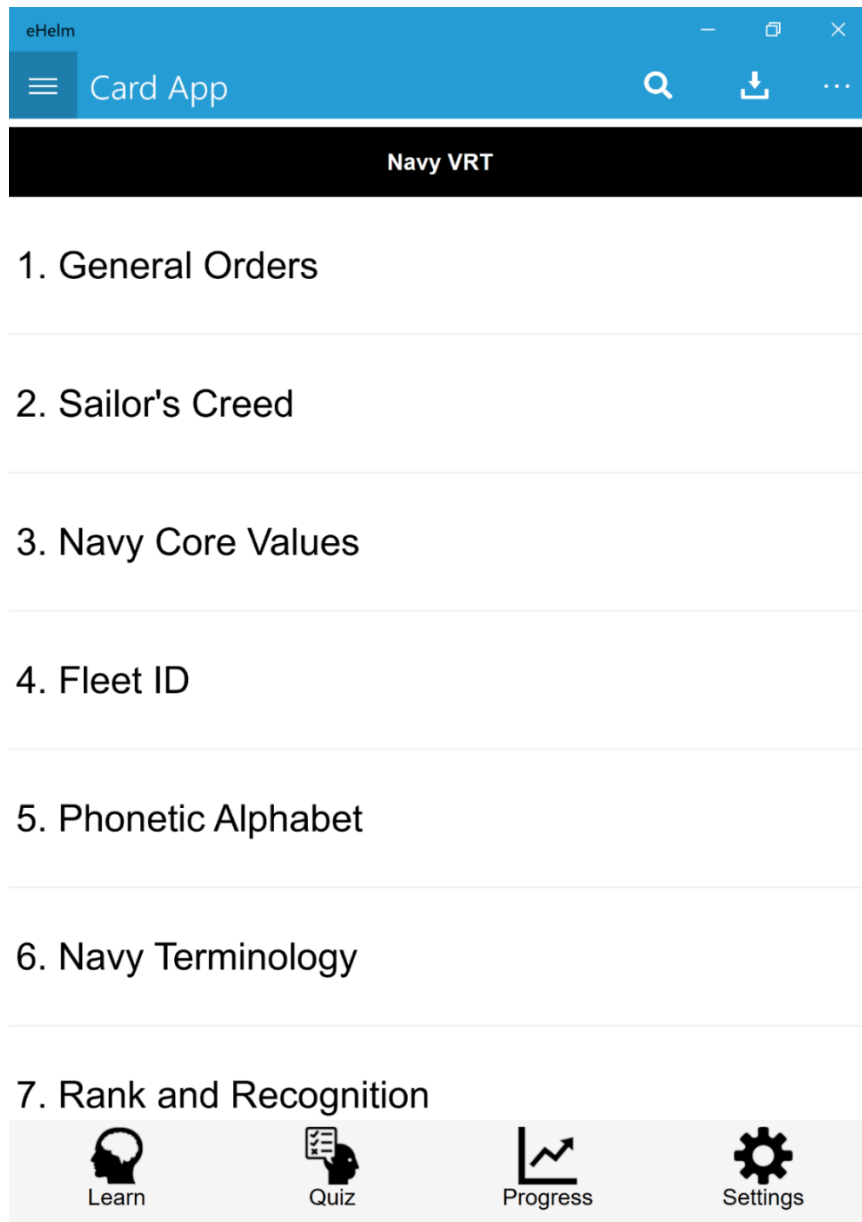 eHelm
Card App
Navy VRT
1. General Orders
2. Sailor's Creed
3. Navy Core Values
4. Fleet ID
5. Phonetic Alphabet
6. Navy Terminology
7. Rank and Recognition
Learn Quiz Progress Settings